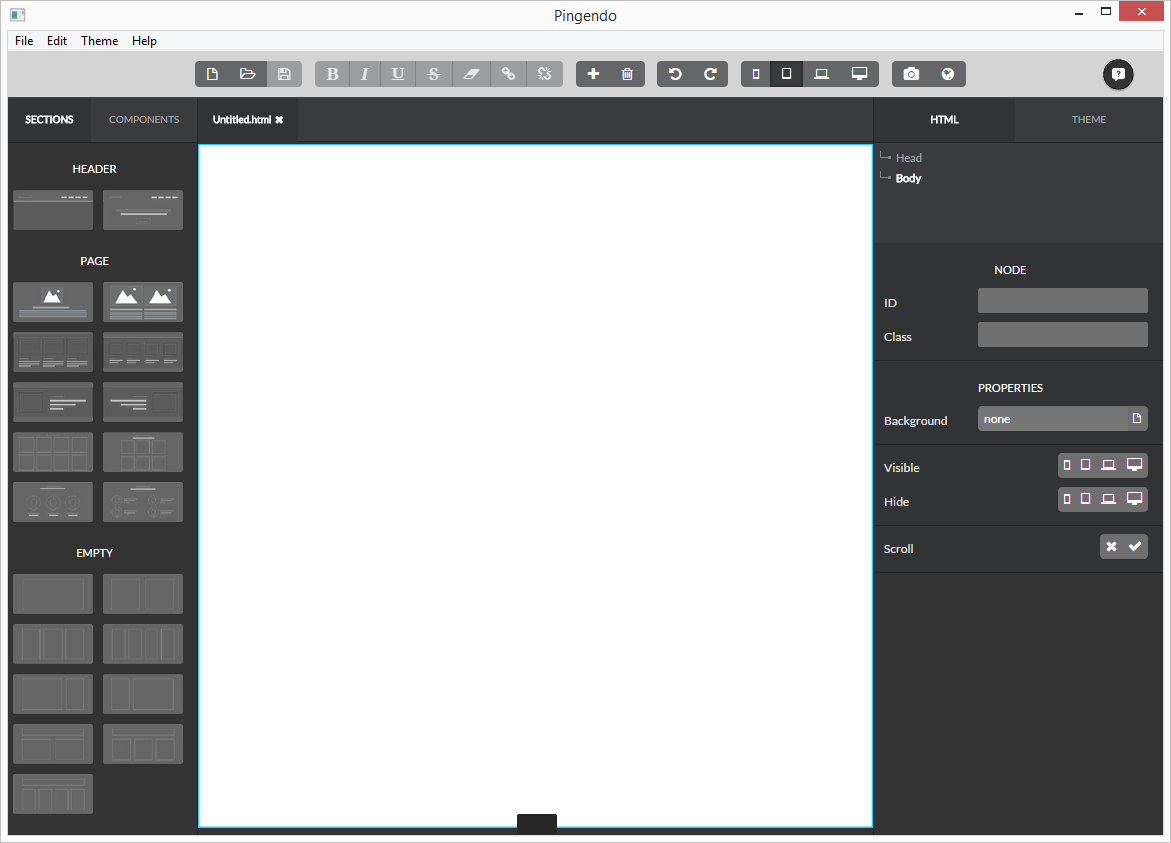 Pingendo
File Edit Theme Help
B I U S
SECTIONS COMPONENTS Untitled.html HTML THEME
HEADER
PAGE
EMPTY
Head
Body
NODE
ID
Class
PROPERTIES
Background none
Visible
Hide
Scroll